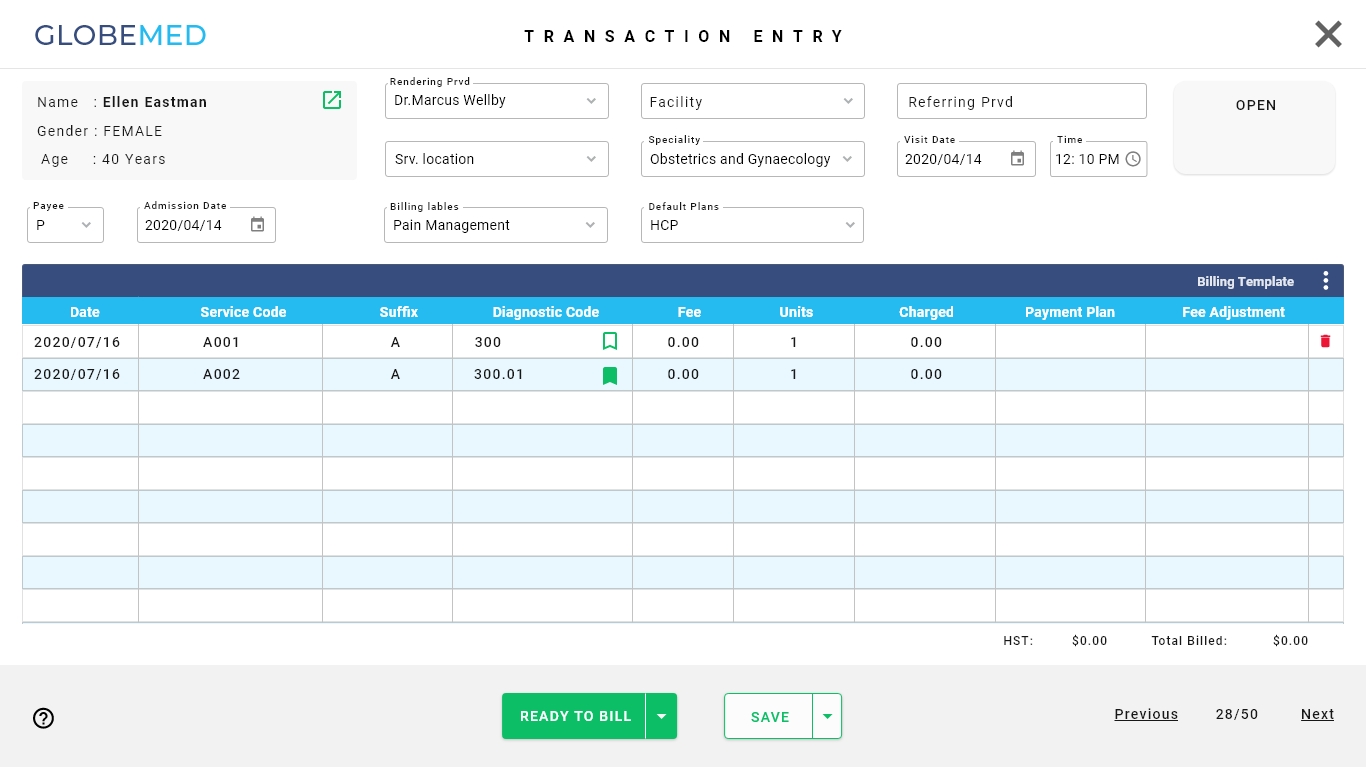 GLOBEMED
TRANSACTION ENTRY
Name : Ellen Eastman
Gender : FEMALE
Age : 40 Years
Rendering Prvd
Dr.Marcus Wellby
Facility
Referring Prvd
OPEN
Srv. location
Speciality
Obstetrics and Gynaecology
Visit Date
2020/04/14
Time
12: 10 PM
Payee
P
Admission Date
2020/04/14
Billing lables
Pain Management
Default Plans
HCP
Billing Template
Date Service Code Suffix Diagnostic Code Fee Units Charged Payment Plan Fee Adjustment
2020/07/16 A001 A 300 0.00 1 0.00
2020/07/16 A002 A 300.01 0.00 1 0.00
HST: $0.00 Total Billed: $0.00
READY TO BILL
SAVE
Previous 28/50 Next